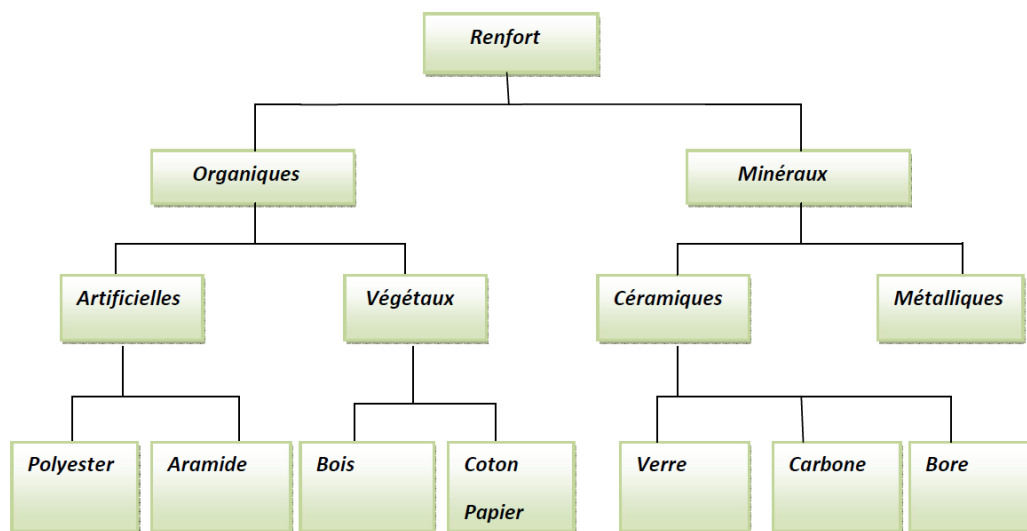 Renfort
Organiques
Minéraux
Artificielles
Végétaux
Céramiques
Métalliques
Polyester
Aramide
Bois
Coton
Papier
Verre
Carbone
Bore